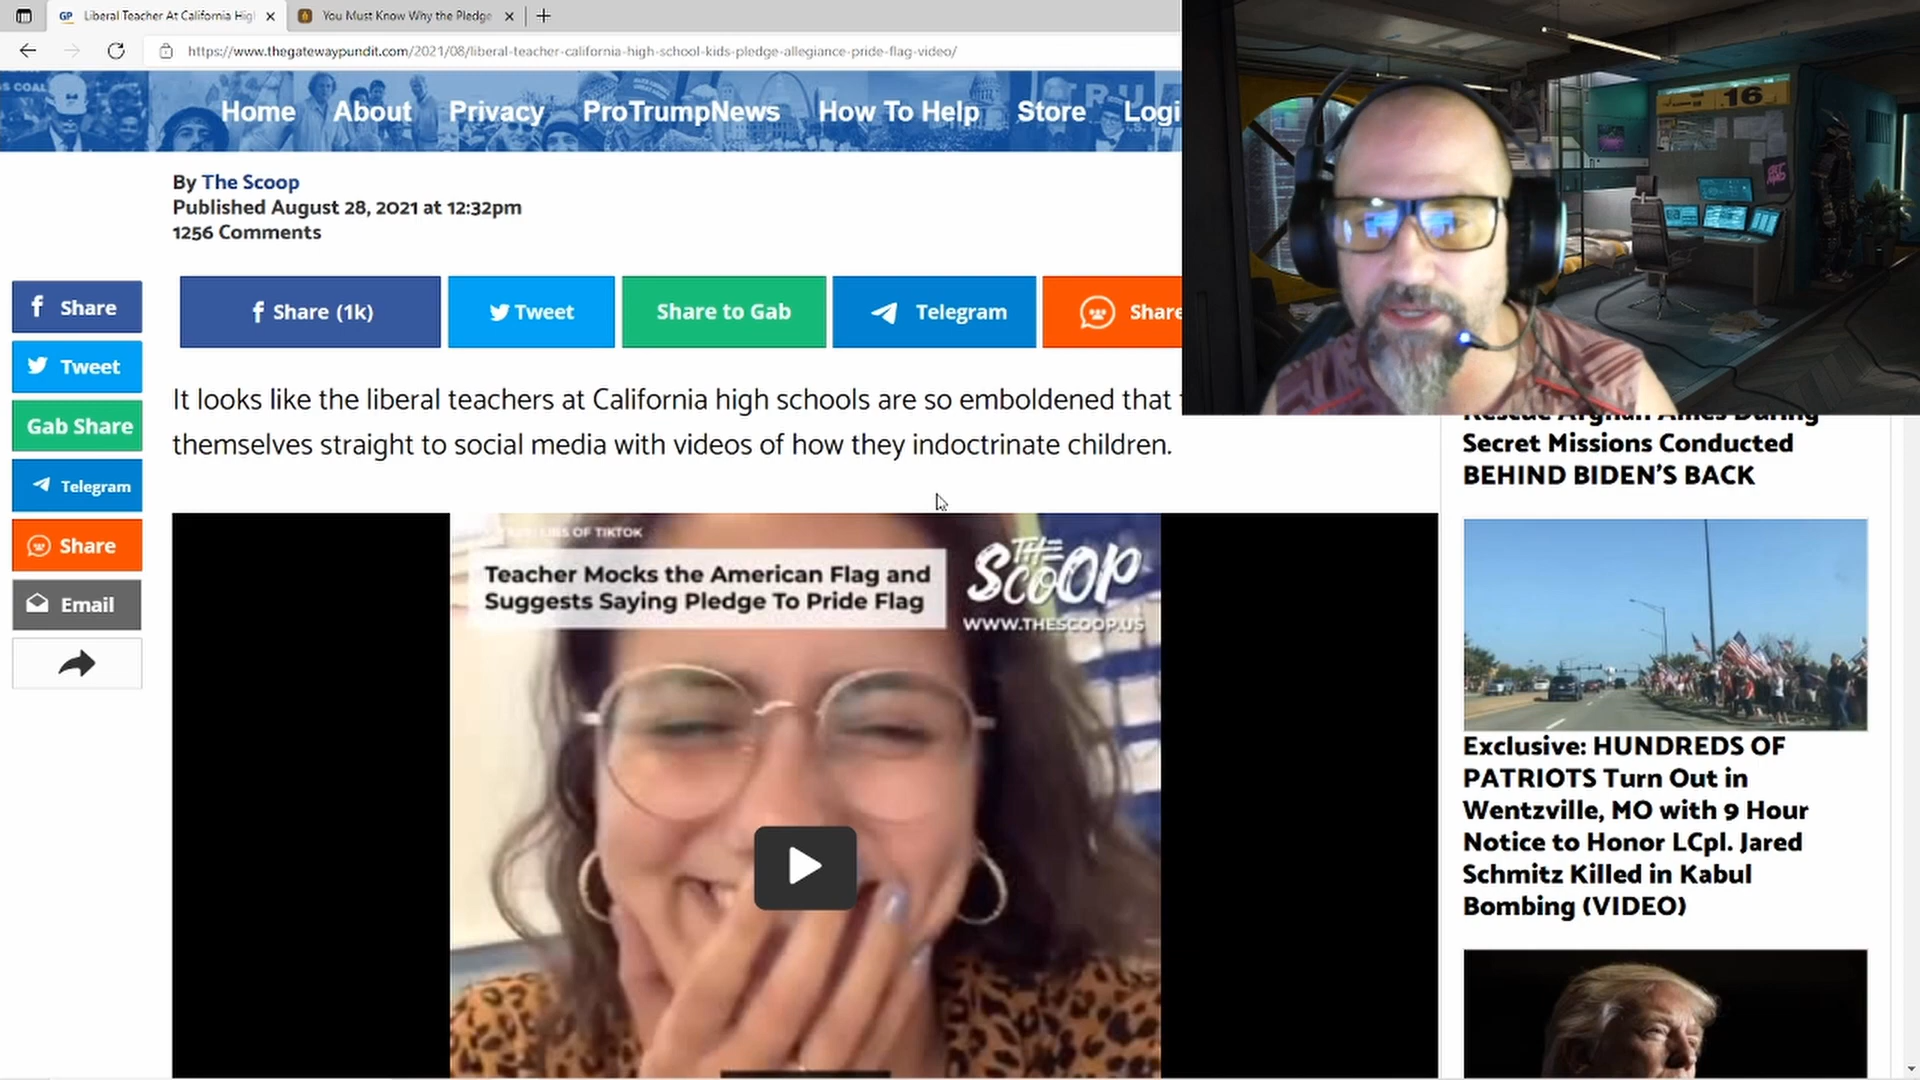 Liberal Teacher At California Hig
You Must Know Why the Pledge
https://www.thegatewaypundit.com/2021/08/liberal-teacher-california-high-school-kids-pledge-allegiance-pride-flag-video/
Home About Privacy ProTrumpNews How To Help Store Logi
By The Scoop
Published August 28, 2021 at 12:32pm
1256 Comments
Share (1k)
Tweet
Share to Gab
Telegram
Share
Share
Tweet
Gab Share
Telegram
Share
Email
It looks like the liberal teachers at California high schools are so emboldened that
themselves straight to social media with videos of how they indoctrinate children.
OF TIKTOK
Teacher Mocks the American Flag and
Suggests Saying Pledge To Pride Flag
THE
SCOOP
WWW.THESCOOP.US
16
Rescue Afghan Allies During
Secret Missions Conducted
BEHIND BIDEN'S BACK
Exclusive: HUNDREDS OF
PATRIOTS Turn Out in
Wentzville, MO with 9 Hour
Notice to Honor LCpl. Jared
Schmitz Killed in Kabul
Bombing (VIDEO)